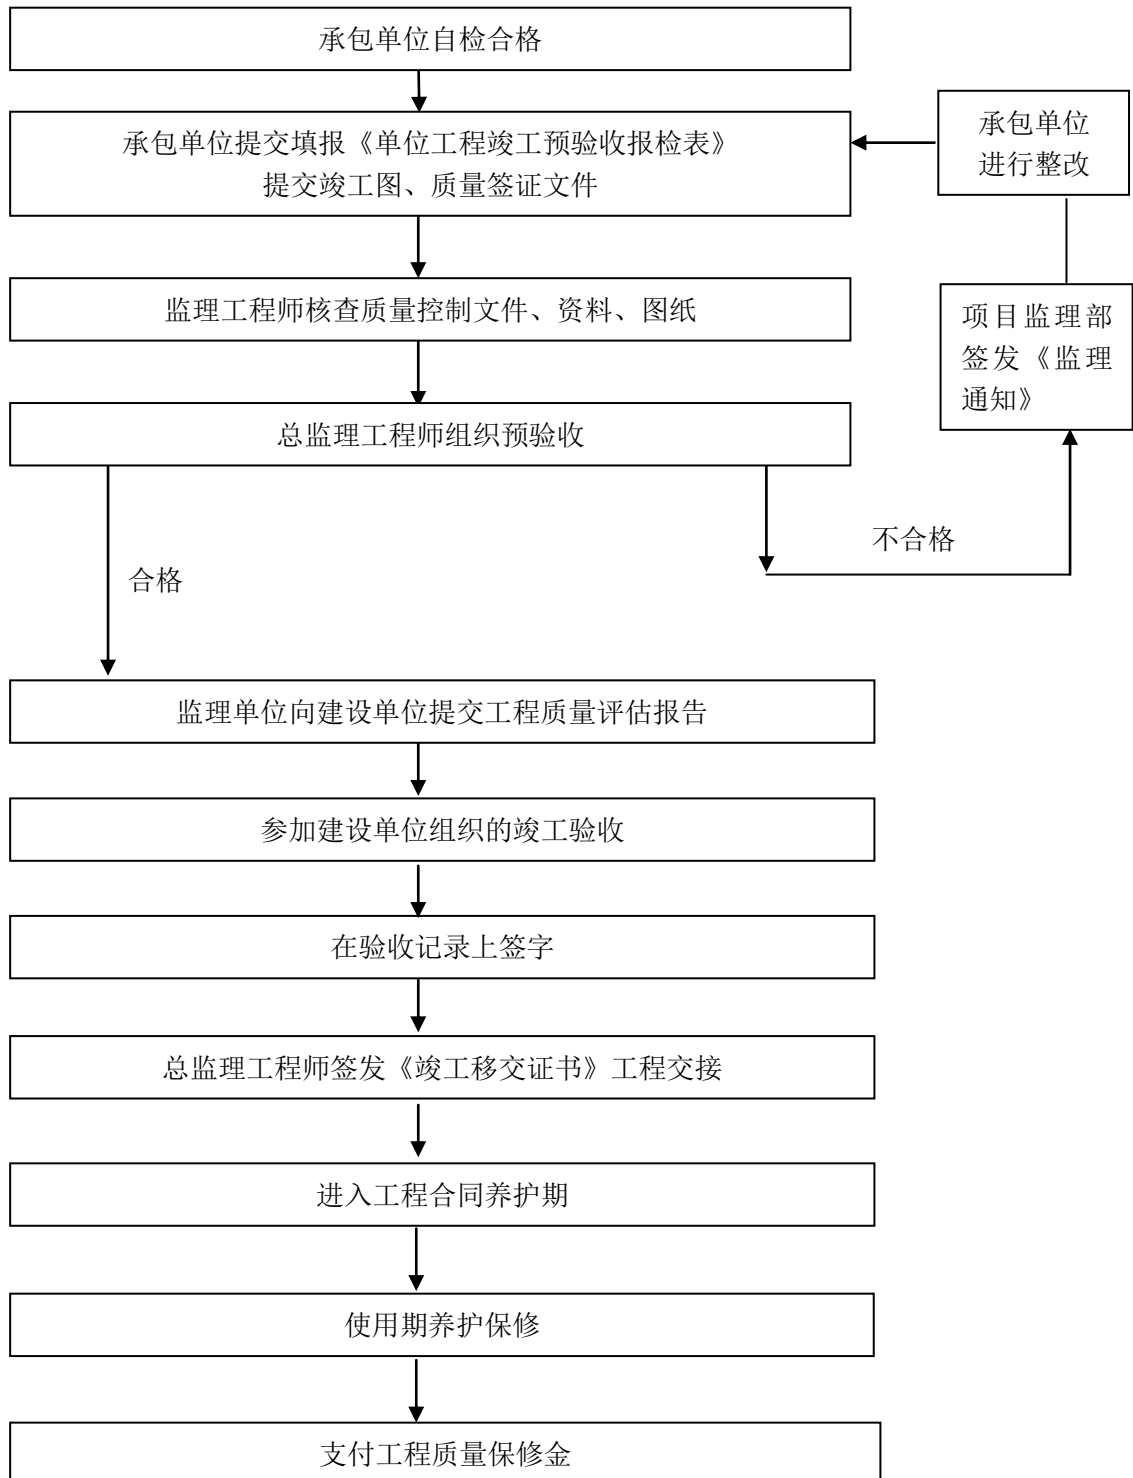 承包单位自检合格
承包单位提交填报《单位工程竣工预验收报检表》
提交竣工图、质量签证文件
承包单位
进行整改
监理工程师核查质量控制文件、资料、图纸
项目监理部
签发《监理
通知》
总监理工程师组织预验收
不合格
合格
监理单位向建设单位提交工程质量评估报告
参加建设单位组织的竣工验收
在验收记录上签字
总监理工程师签发《竣工移交证书》工程交接
进入工程合同养护期
使用期养护保修
支付工程质量保修金